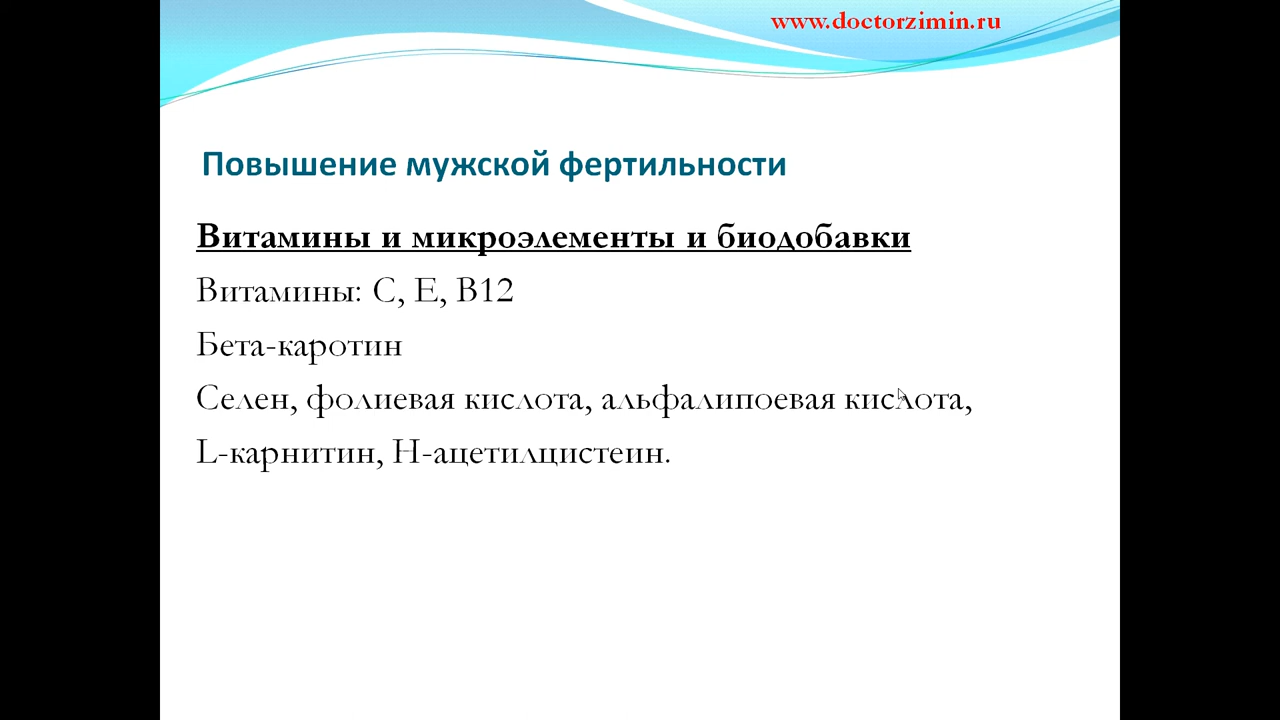 www.doctorzimin.ru
Повышение мужской фертильности
Витамины и микроэлементы и биодобавки
Витамины: С, Е, В12
Бета-каротин
Селен, фолиевая кислота, альфалипоевая кислота,
L-карнитин, Н-ацетилцистеин.